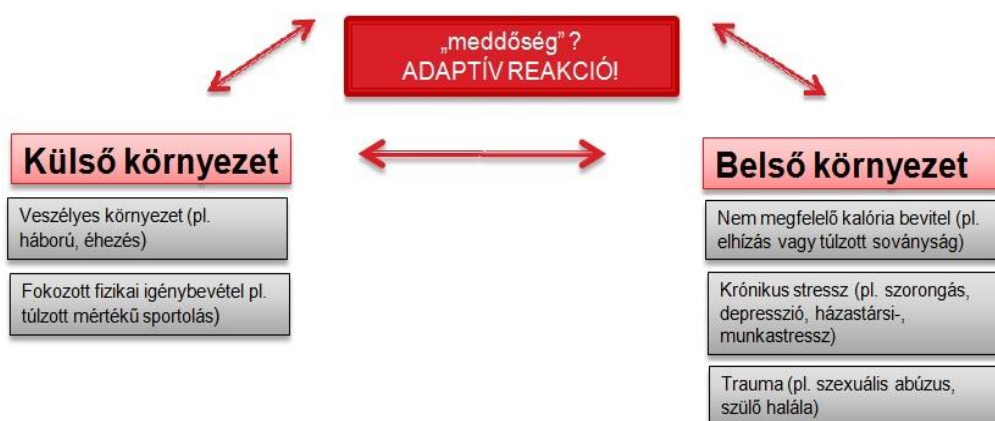 „meddőség”?
ADAPTÍV REAKCIÓ!
Külső környezet
Veszélyes környezet (pl.
háború, éhezés)
Fokozott fizikai igénybevétel pl.
túlzott mértékű sportolás)
Belső környezet
Nem megfelelő kalória bevitel (pl.
elhízás vagy túlzott soványság)
Krónikus stressz (pl. szorongás,
depresszió, házastársi-,
munkastressz)
Trauma (pl. szexuális abúzus,
szülő halála)